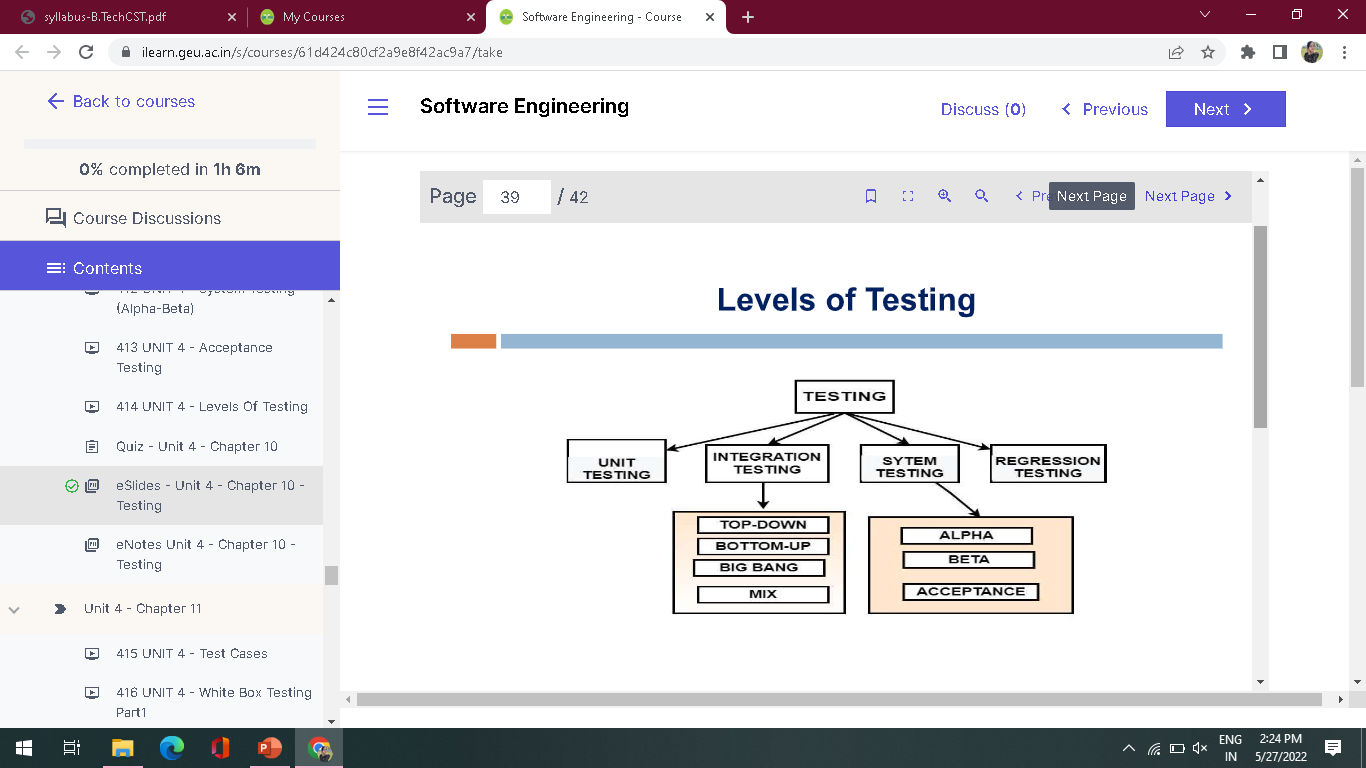 syllabus-B.TechCST.pdf
My Courses
Software Engineering - Course
ilearn.geu.ac.in/s/courses/61d424c80cf2a9e8f42ac9a7/take
Back to courses
0% completed in 1h 6m
Course Discussions
Contents
(Alpha-Beta)
413 UNIT 4 - Acceptance
Testing
414 UNIT 4 - Levels Of Testing
Quiz - Unit 4 - Chapter 10
eSlides - Unit 4 - Chapter 10 -
Testing
eNotes Unit 4 - Chapter 10 -
Testing
Unit 4 - Chapter 11
415 UNIT 4 - Test Cases
416 UNIT 4 - White Box Testing
Part1
Software Engineering
Discuss (0)
Previous
Next
Page 39 / 42
Next Page
Next Page
Levels of Testing
TESTING
UNIT
TESTING
INTEGRATION
TESTING
SYTEM
TESTING
REGRESSION
TESTING
TOP-DOWN
BOTTOM-UP
BIG BANG
MIX
ALPHA
BETA
ACCEPTANCE
ENG
IN
2:24 PM
5/27/2022